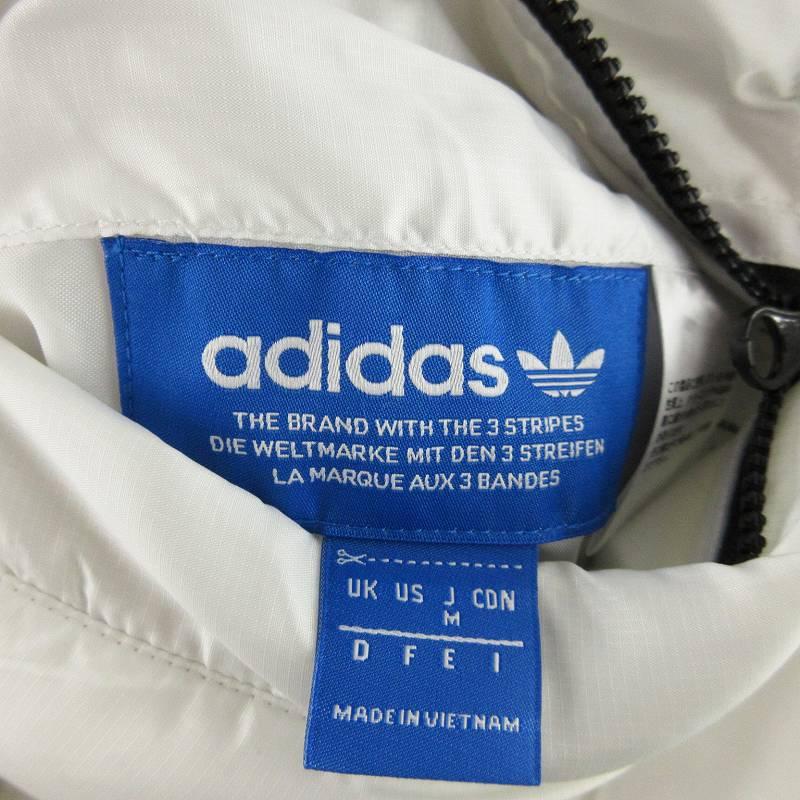 adidas
THE BRAND WITH THE 3 STRIPES
DIE WELTMARKE MIT DEN 3 STREIFEN
LA MARQUE AUX 3 BANDES
UK US J CDN
M
D F E I
MADE IN VIETNAM